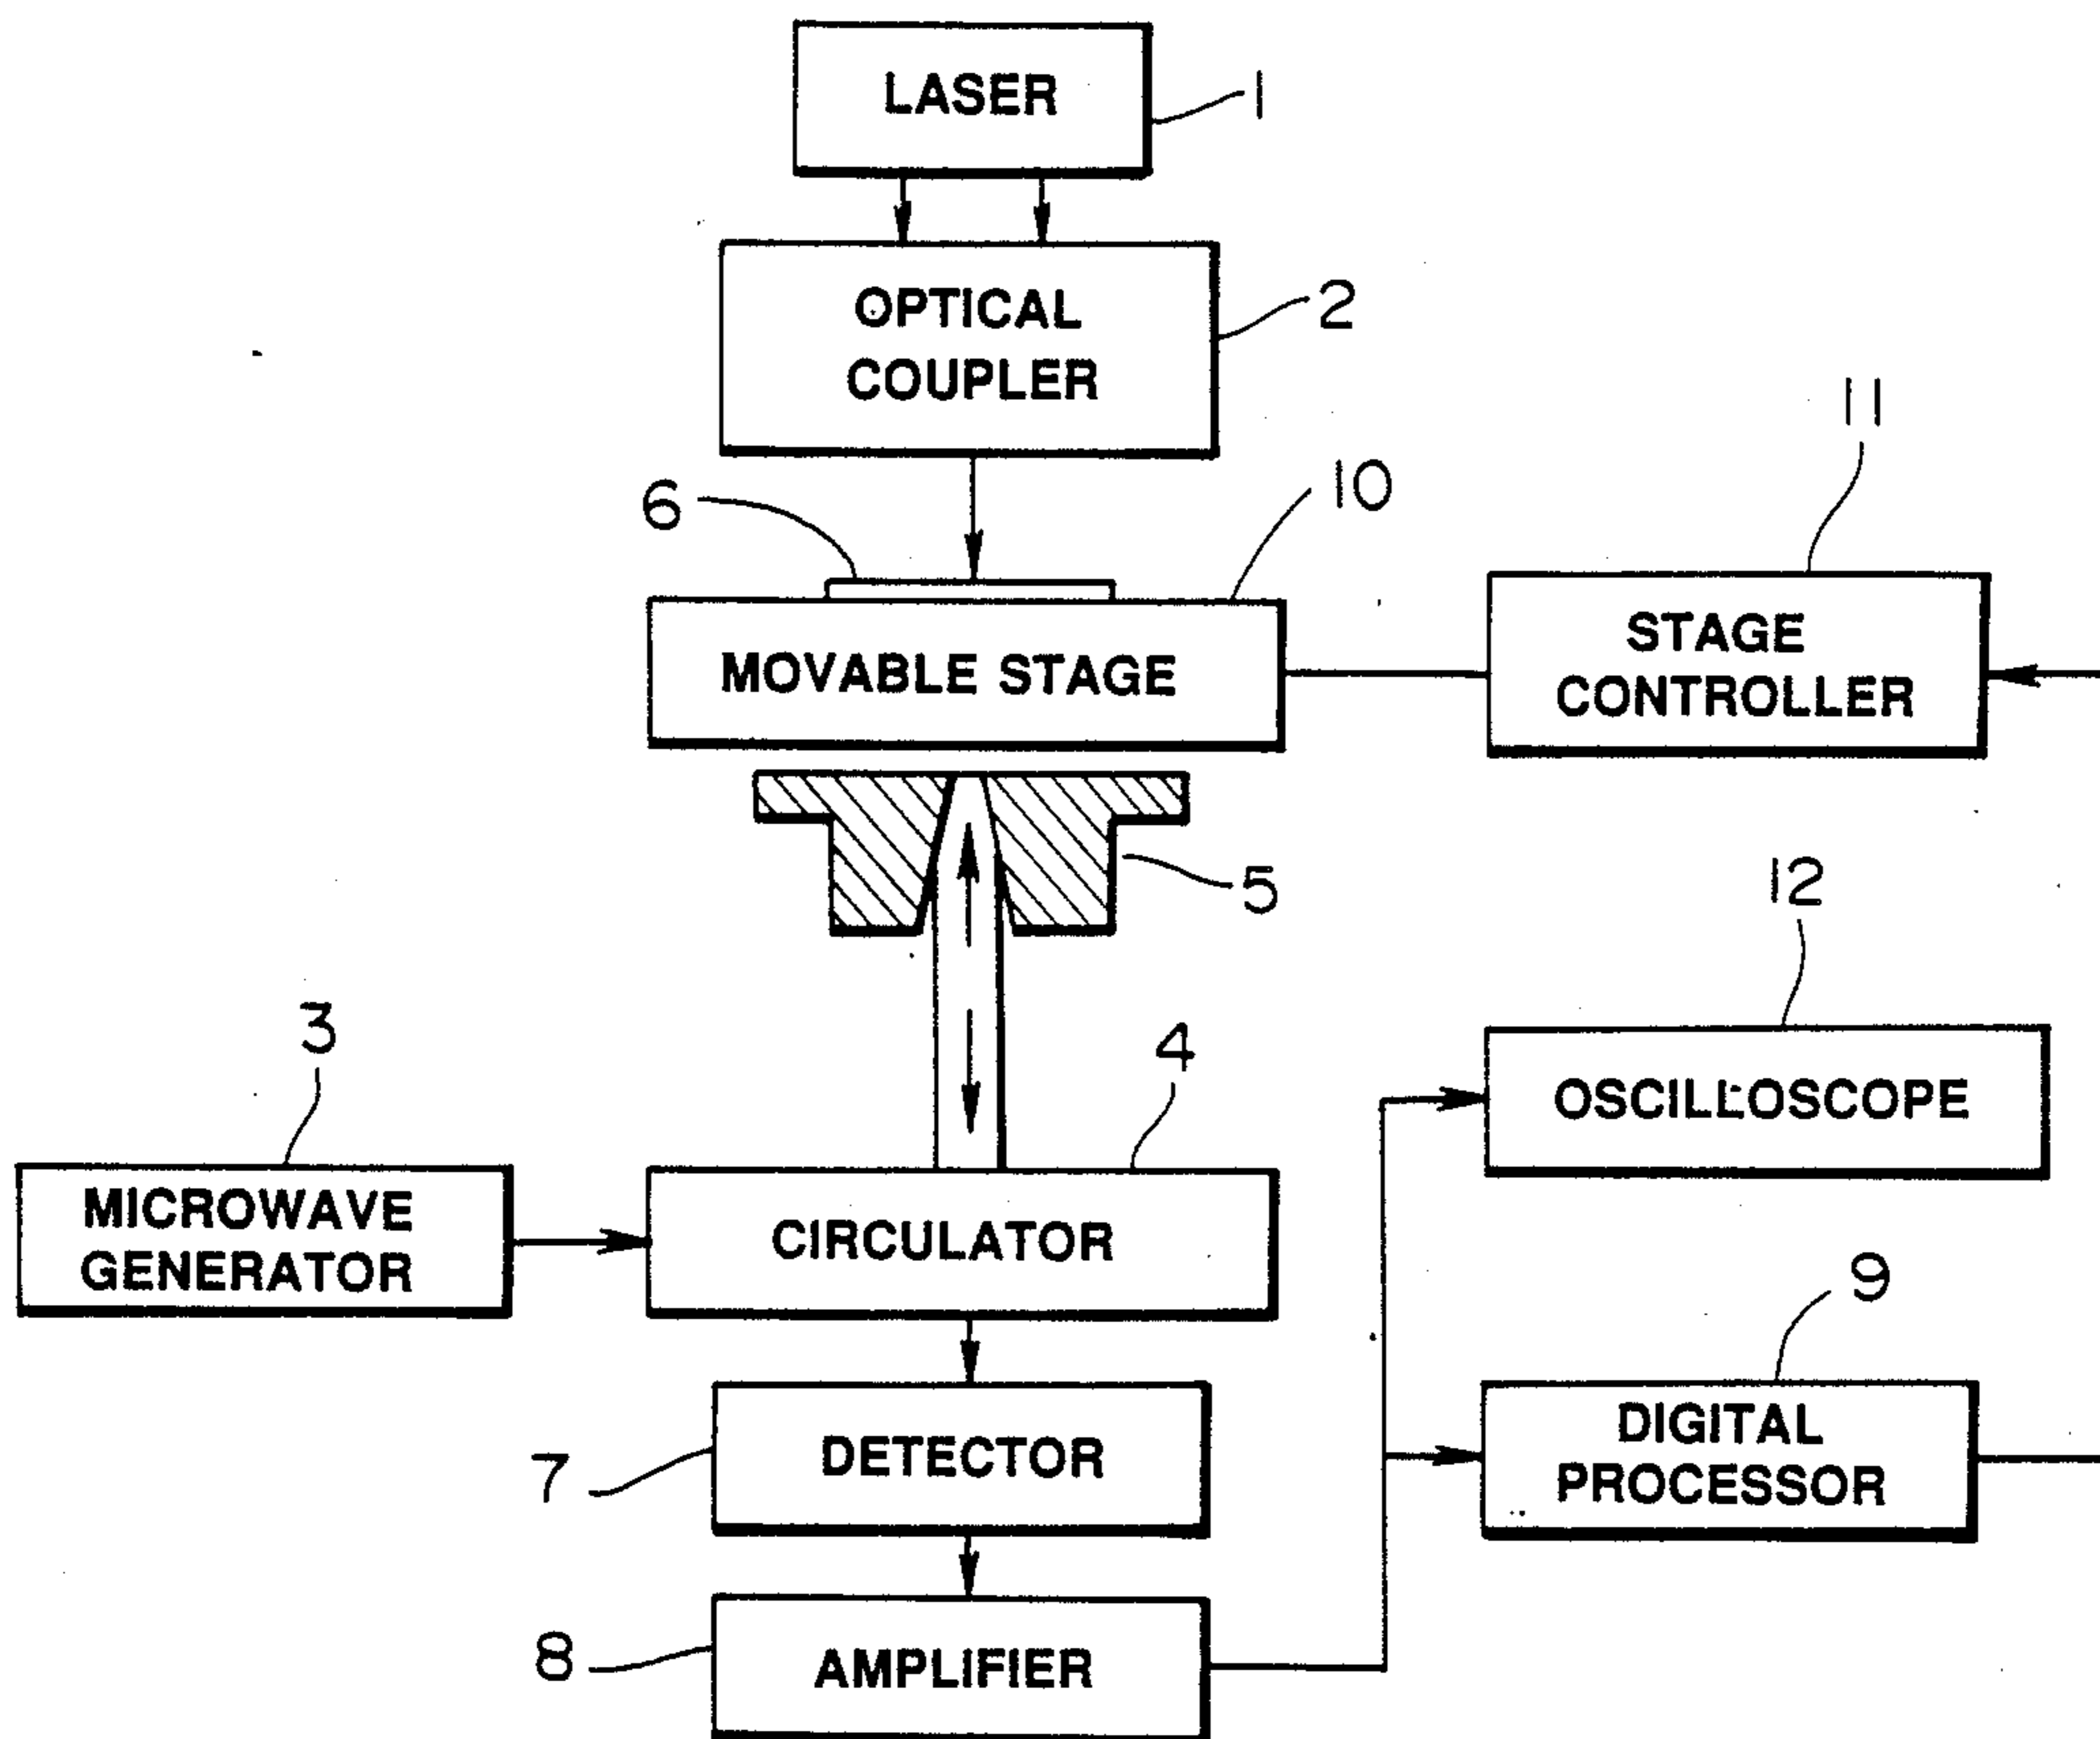 LASER
1
OPTICAL
COUPLER
2
6
10
11
MOVABLE STAGE
STAGE
CONTROLLER
5
12
3
4
OSCILLOSCOPE
MICROWAVE
GENERATOR
CIRCULATOR
9
7
DETECTOR
DIGITAL
PROCESSOR
8
AMPLIFIER